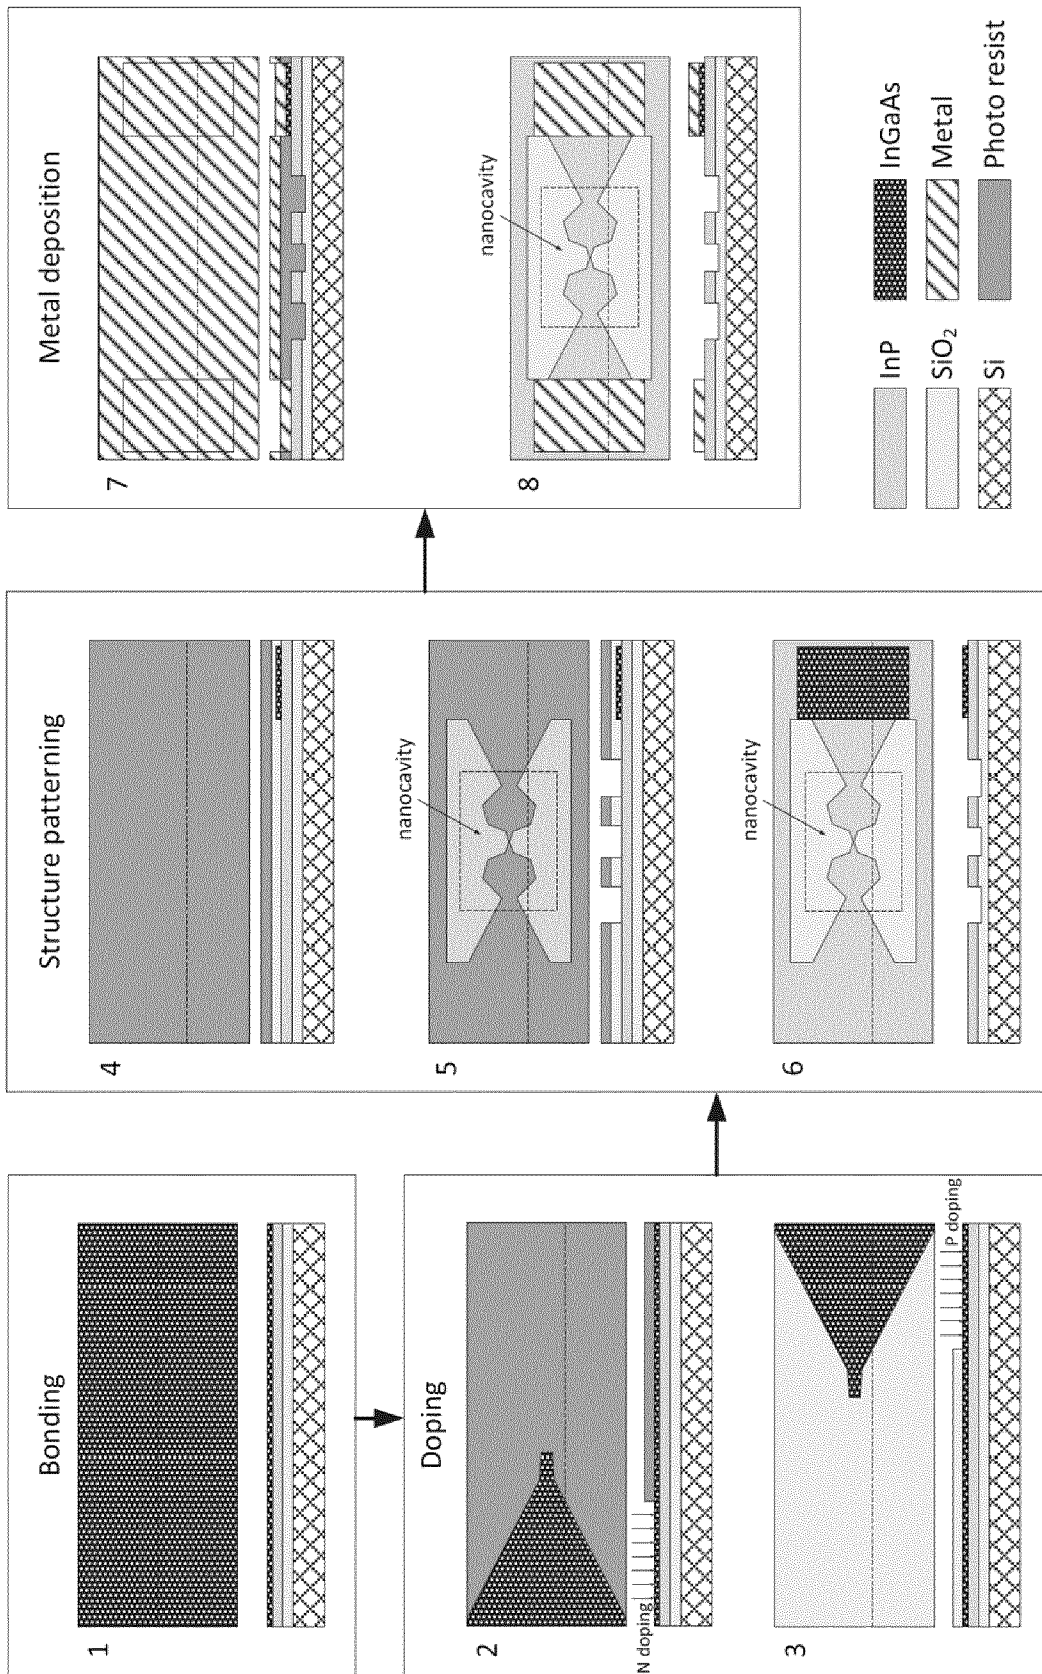 Bonding
1
Doping
2
N doping
3
P doping
Structure patterning
4
5
nanocavity
6
nanocavity
Metal deposition
7
8
nanocavity
InP
InGaAs
SiO₂
Metal
Si
Photo resist